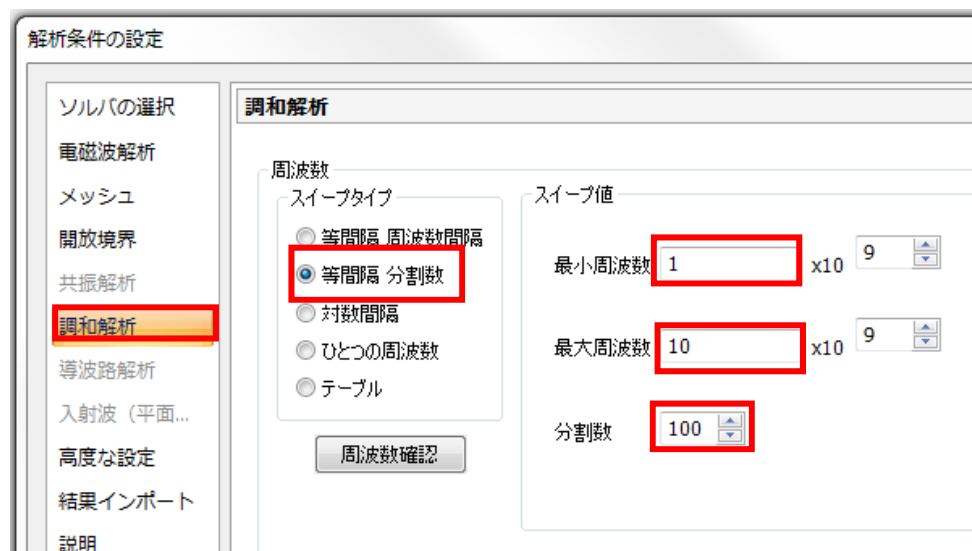 解析条件の設定
ソルバの選択
電磁波解析
メッシュ
開放境界
共振解析
調和解析
導波路解析
入射波（平面...
高度な設定
結果インポート
説明
調和解析
周波数
スイープタイプ
等間隔 周波数間隔
等間隔 分割数
対数間隔
ひとつの周波数
テーブル
周波数確認
スイープ値
最小周波数 1 x10 9
最大周波数 10 x10 9
分割数 100